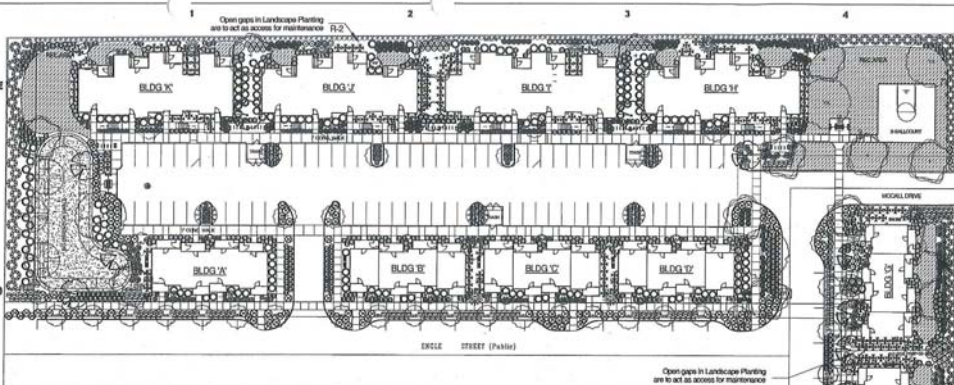 1 2 3 4
Open gaps in Landscape Planting
are to act as access for maintenance
R-2
REC AREA
BLDG 'K'
BLDG 'J'
BLDG 'I'
BLDG 'H'
B-BALL COURT
MCCALL DRIVE
BLDG 'A'
BLDG 'B'
BLDG 'C'
BLDG 'D'
BLDG 'G'
ENGLE STREET (Public)
Open gaps in Landscape Planting
are to act as access for maintenance